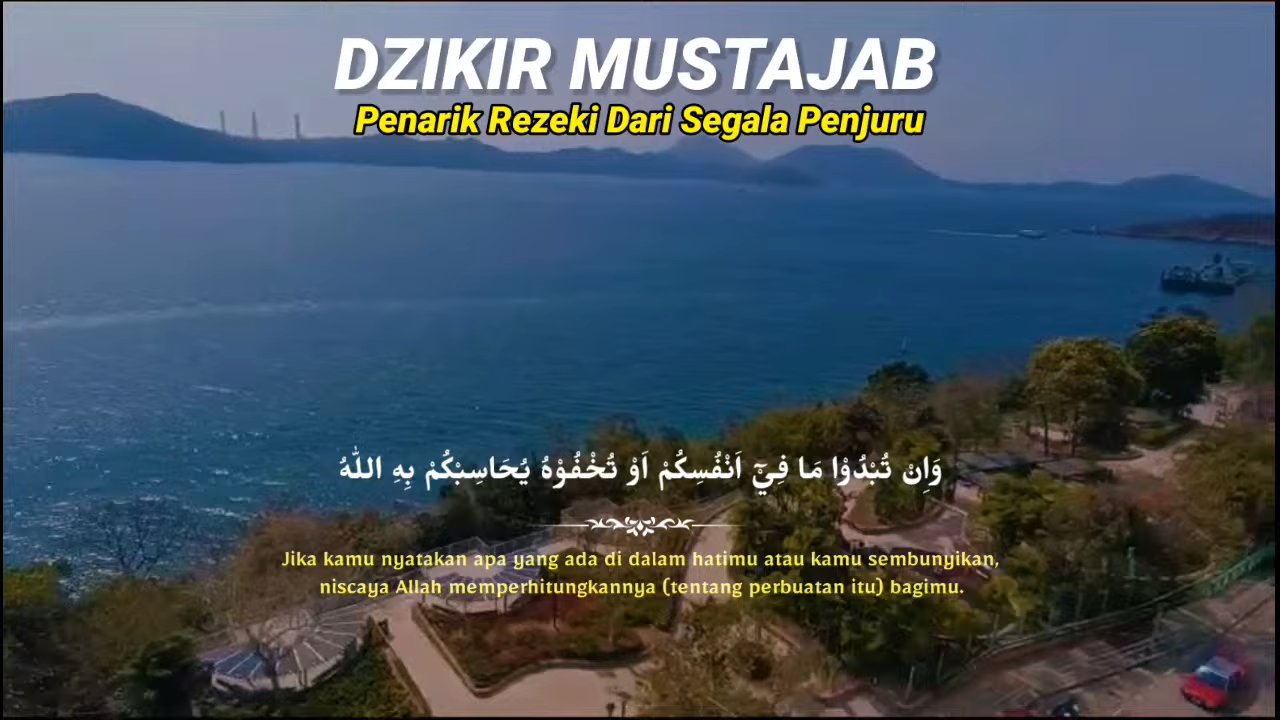 DZIKIR MUSTAJAB
Penarik Rezeki Dari Segala Penjuru
وَاِنْ تُبْدُوْا مَا فِيْٓ اَنْفُسِكُمْ اَوْ تُخْفُوْهُ يُحَاسِبْكُمْ بِهِ اللّٰهُ
Jika kamu nyatakan apa yang ada di dalam hatimu atau kamu sembunyikan,
niscaya Allah memperhitungkannya (tentang perbuatan itu) bagimu.